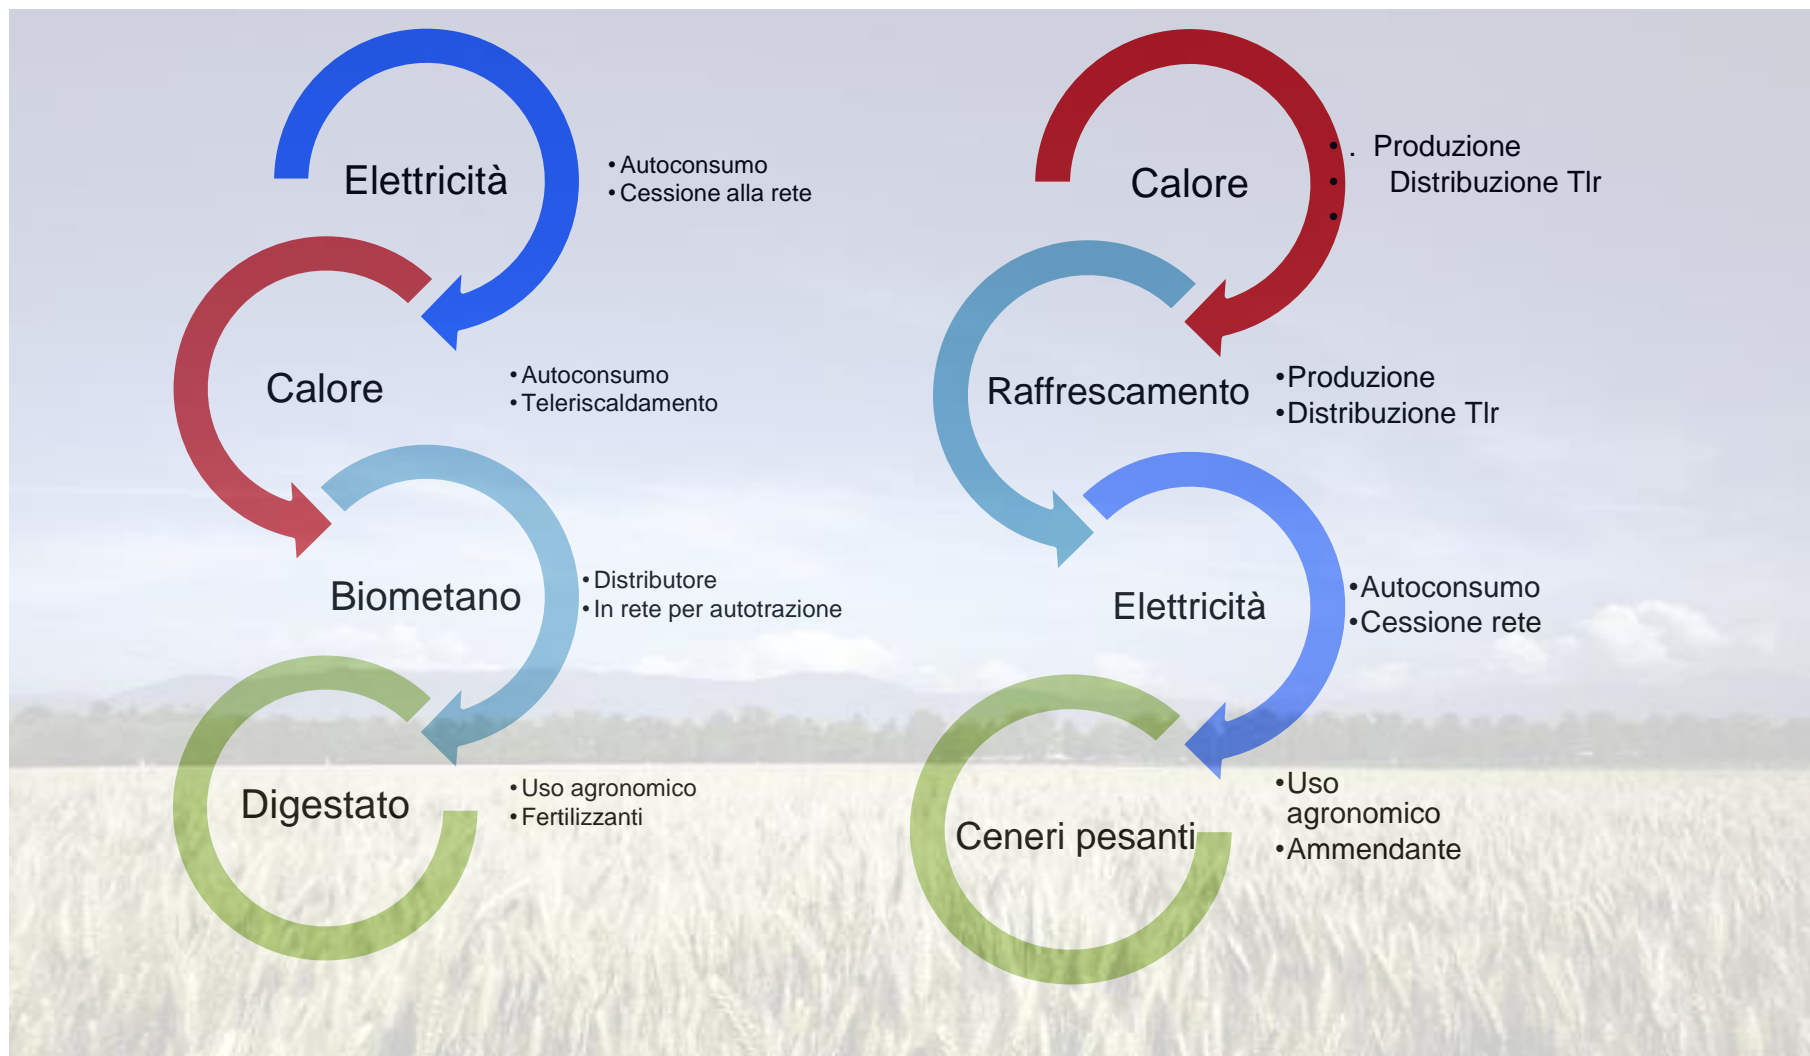 Elettricità
• Autoconsumo
• Cessione alla rete
Calore
• Autoconsumo
• Teleriscaldamento
Biometano
• Distributore
• In rete per autotrazione
Digestato
• Uso agronomico
• Fertilizzanti
Calore
• . Produzione
• Distribuzione Tlr
•
Raffrescamento
• Produzione
• Distribuzione Tlr
Elettricità
• Autoconsumo
• Cessione rete
Ceneri pesanti
• Uso
agronomico
• Ammendante